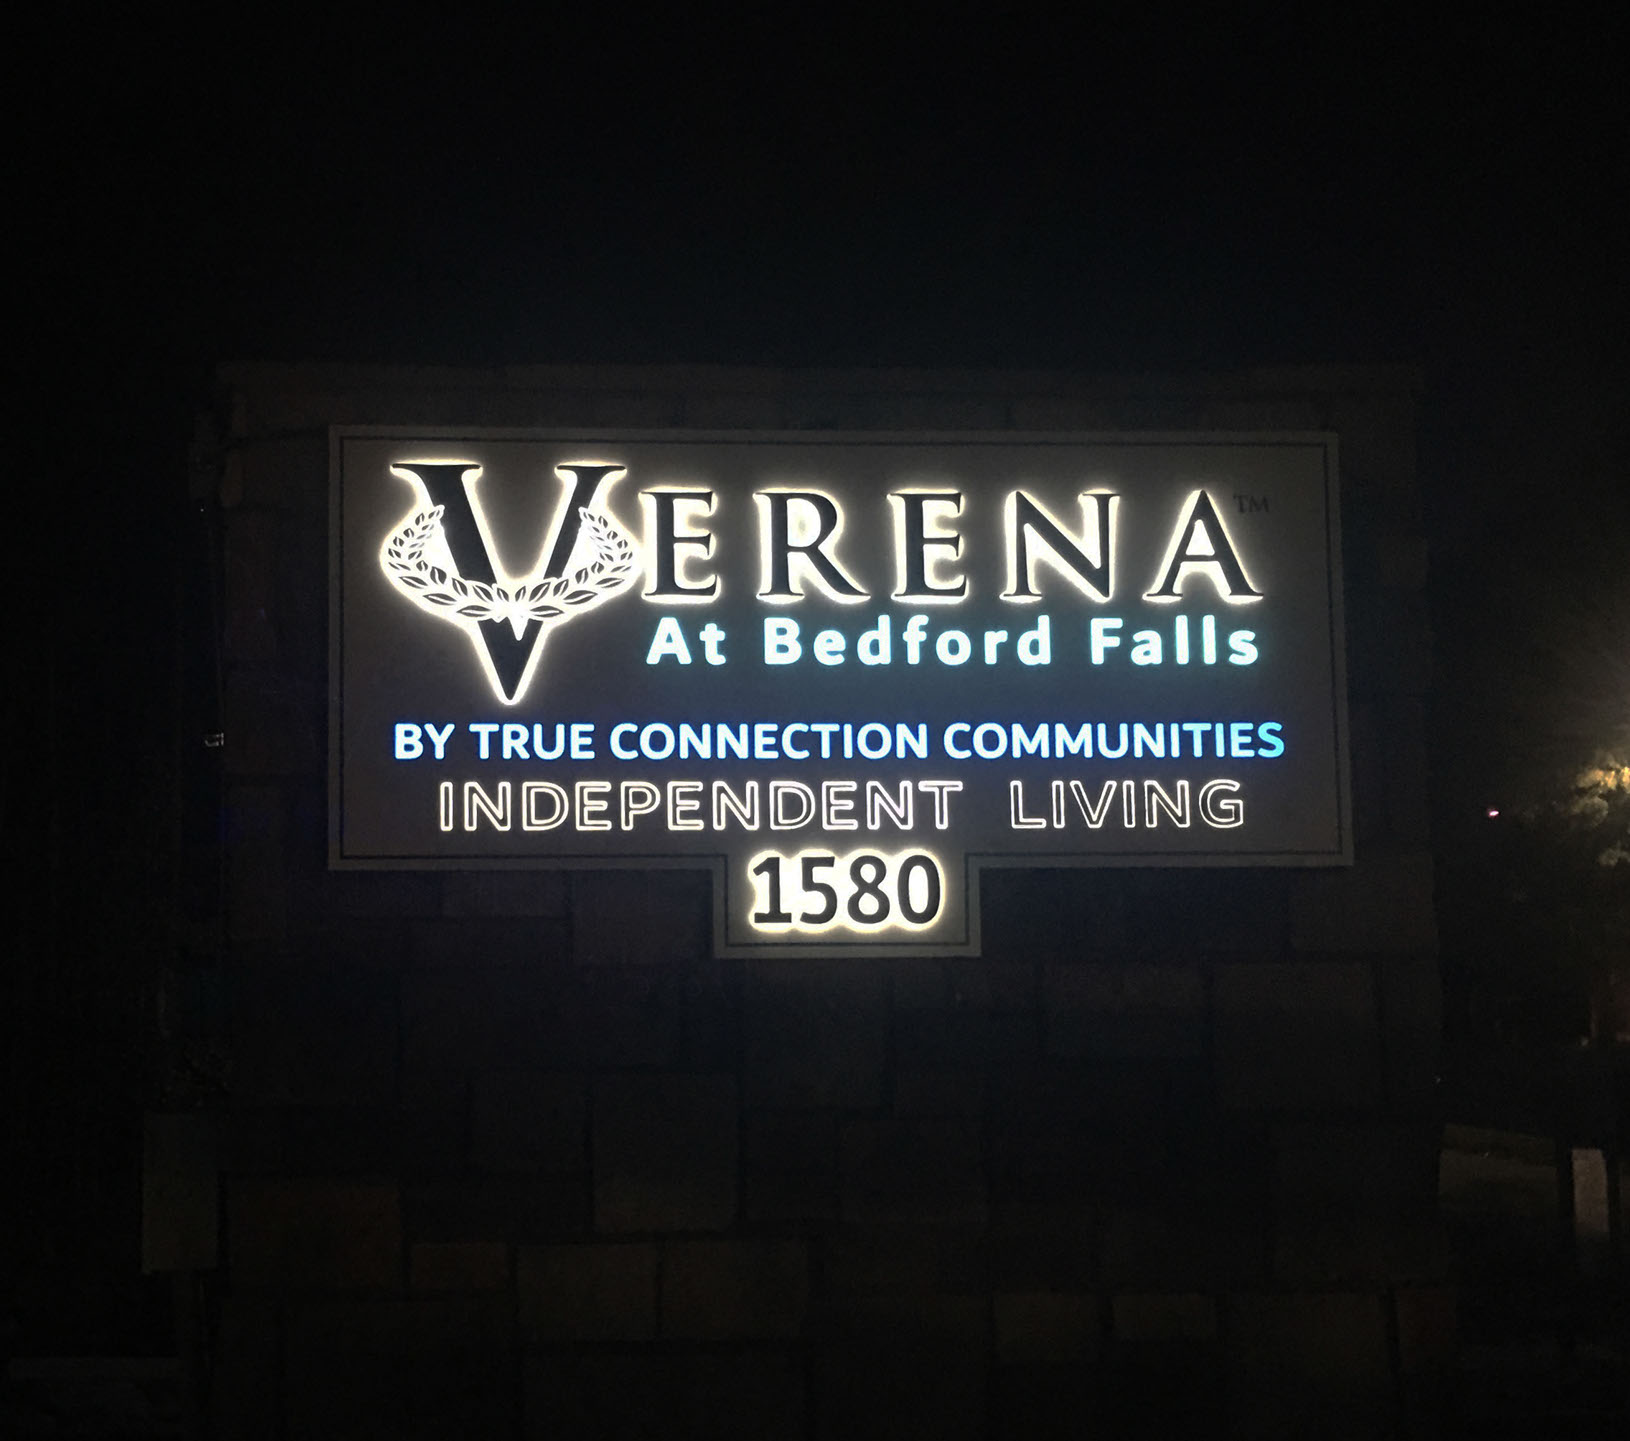 VERENA™
At Bedford Falls
BY TRUE CONNECTION COMMUNITIES
INDEPENDENT LIVING
1580